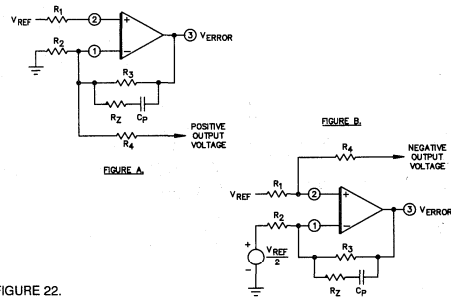 R1
VREF
2
+
3 VERROR
R2
1
−
R3
RZ
CP
R4
POSITIVE
OUTPUT
VOLTAGE
FIGURE A.
FIGURE B.
R4
NEGATIVE
OUTPUT
VOLTAGE
R1
VREF
2
+
3 VERROR
R2
1
−
+
VREF
2
−
R3
RZ
CP
FIGURE 22.